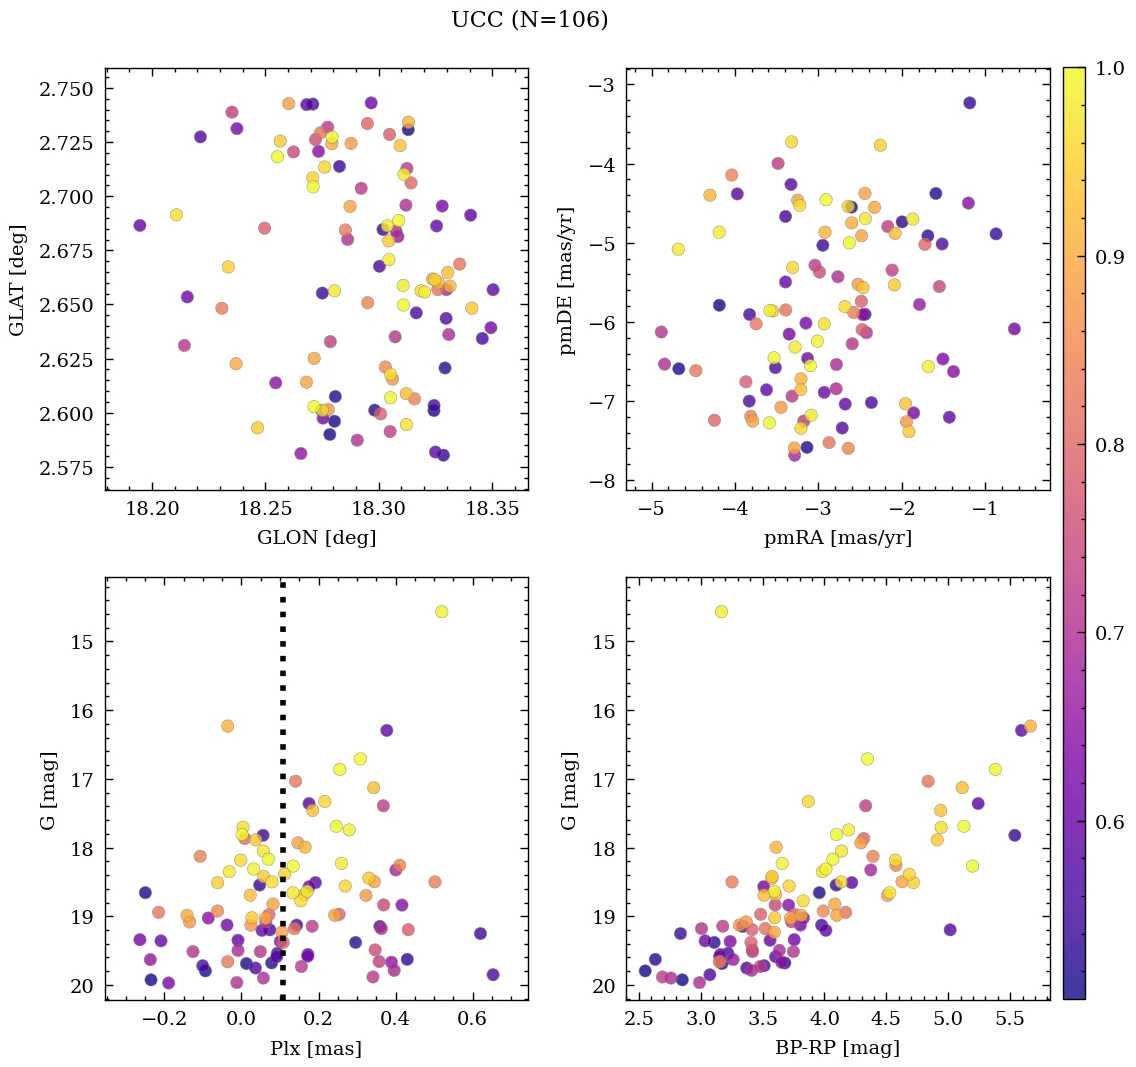 UCC (N=106)
2.750
2.725
2.700
2.675
2.650
2.625
2.600
2.575
GLAT [deg]
18.20 18.25 18.30 18.35
GLON [deg]
−3
−4
−5
−6
−7
−8
pmDE [mas/yr]
−5 −4 −3 −2 −1
pmRA [mas/yr]
15
16
17
18
19
20
G [mag]
−0.2 0.0 0.2 0.4 0.6
Plx [mas]
15
16
17
18
19
20
G [mag]
2.5 3.0 3.5 4.0 4.5 5.0 5.5
BP-RP [mag]
1.0
0.9
0.8
0.7
0.6